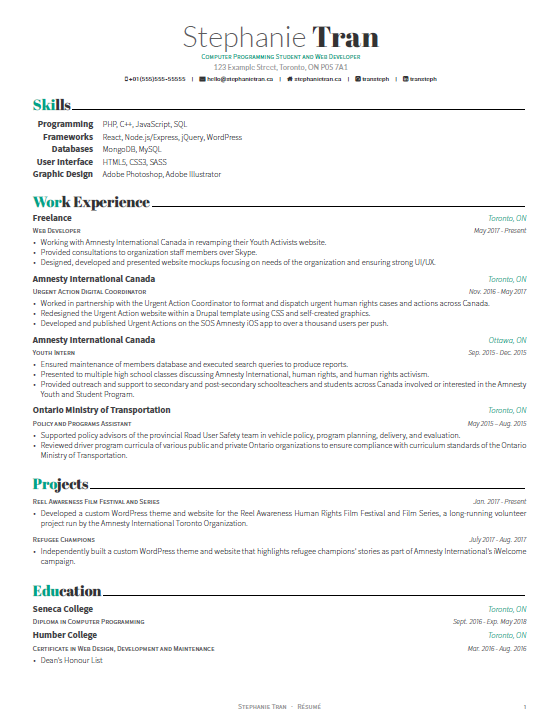 Stephanie Tran
Computer Programming Student and Web Developer
123 Example Street, Toronto, ON P0S 7A1
+01(555)555-55555 | hello@stephanietran.ca | stephanietran.ca | transteph | transteph
Skills
Programming PHP, C++, JavaScript, SQL
Frameworks React, Node.js/Express, jQuery, WordPress
Databases MongoDB, MySQL
User Interface HTML5, CSS3, SASS
Graphic Design Adobe Photoshop, Adobe Illustrator
Work Experience
Freelance Toronto, ON
Web Developer May 2017 - Present
• Working with Amnesty International Canada in revamping their Youth Activists website.
• Provided consultations to organization staff members over Skype.
• Designed, developed and presented website mockups focusing on needs of the organization and ensuring strong UI/UX.
Amnesty International Canada Toronto, ON
Urgent Action Digital Coordinator Nov. 2016 - May 2017
• Worked in partnership with the Urgent Action Coordinator to format and dispatch urgent human rights cases and actions across Canada.
• Redesigned the Urgent Action website within a Drupal template using CSS and self-created graphics.
• Developed and published Urgent Actions on the SOS Amnesty iOS app to over a thousand users per push.
Amnesty International Canada Ottawa, ON
Youth Intern Sep. 2015 - Dec. 2015
• Ensured maintenance of members database and executed search queries to produce reports.
• Presented to multiple high school classes discussing Amnesty International, human rights, and human rights activism.
• Provided outreach and support to secondary and post-secondary schoolteachers and students across Canada involved or interested in the Amnesty
Youth and Student Program.
Ontario Ministry of Transportation Toronto, ON
Policy and Programs Assistant May 2015 - Aug. 2015
• Supported policy advisors of the provincial Road User Safety team in vehicle policy, program planning, delivery, and evaluation.
• Reviewed driver program curricula of various public and private Ontario organizations to ensure compliance with curriculum standards of the Ontario
Ministry of Transportation.
Projects
Reel Awareness Film Festival and Series Jan. 2017 - Present
• Developed a custom WordPress theme and website for the Reel Awareness Human Rights Film Festival and Film Series, a long-running volunteer
project run by the Amnesty International Toronto Organization.
Refugee Champions July 2017 - Aug. 2017
• Independently built a custom WordPress theme and website that highlights refugee champions' stories as part of Amnesty International's iWelcome
campaign.
Education
Seneca College Toronto, ON
Diploma in Computer Programming Sept. 2016 - Exp. May 2018
Humber College Toronto, ON
Certificate in Web Design, Development and Maintenance Mar. 2016 - Aug. 2016
• Dean's Honour List
Stephanie Tran · Résumé 1